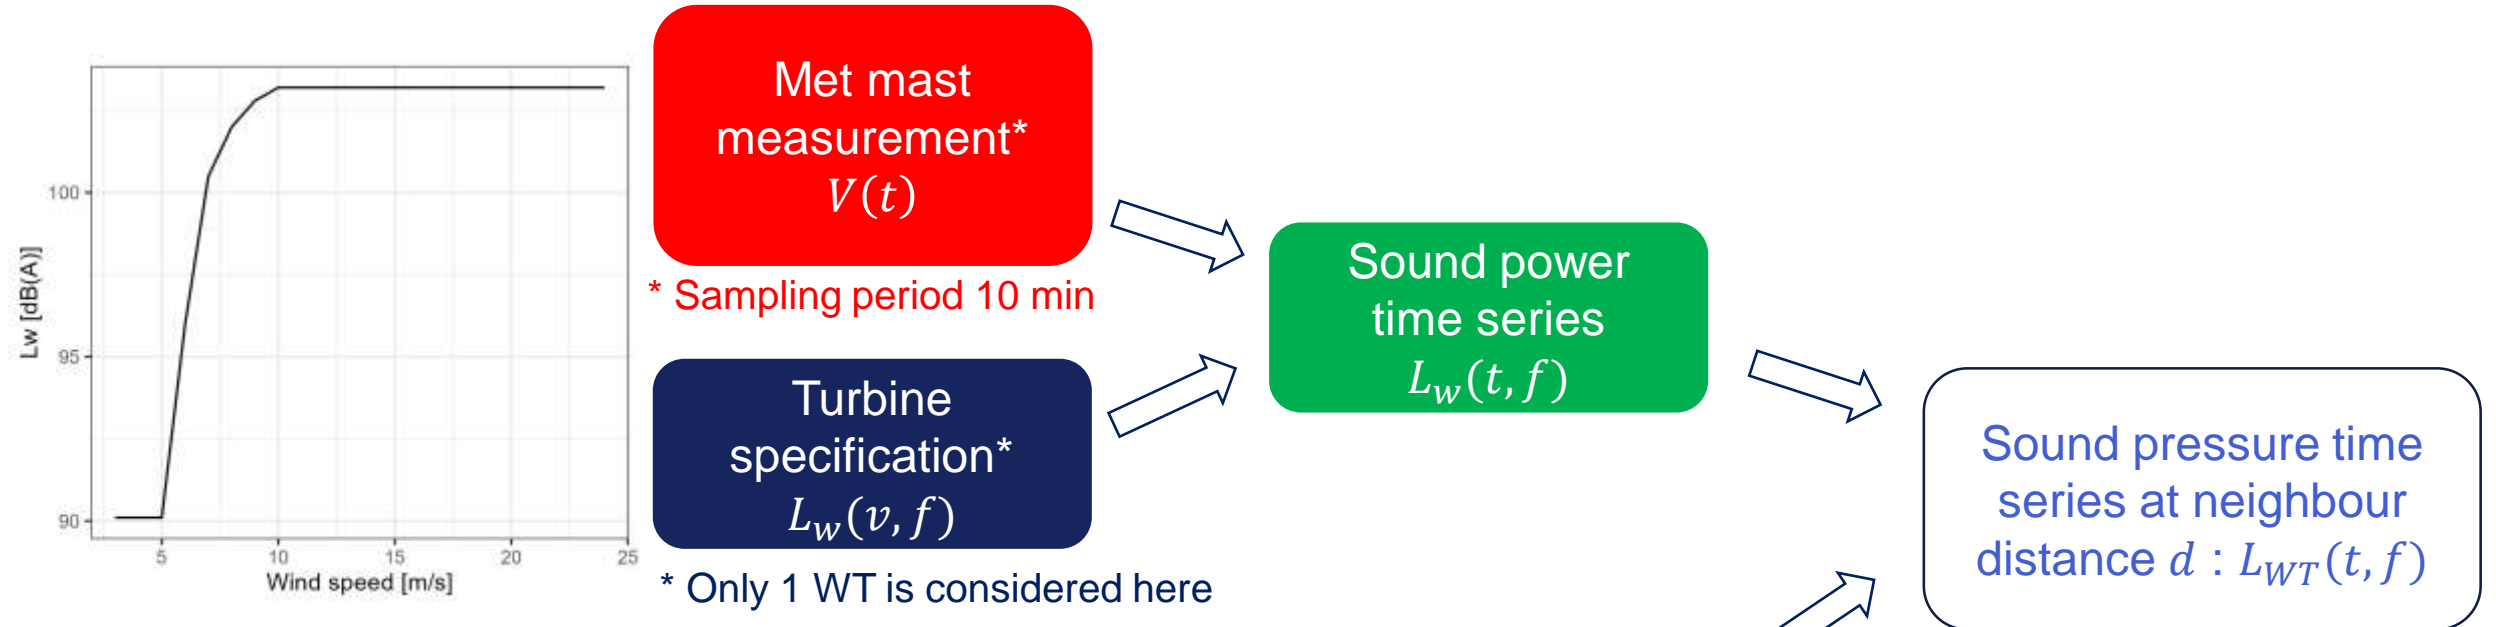 Lw [dB(A)]
100
95
90
5 10 15 20 25
Wind speed [m/s]
Met mast
measurement*
V(t)
* Sampling period 10 min
Turbine
specification*
L_w(v, f)
* Only 1 WT is considered here
Sound power
time series
L_w(t, f)
Sound pressure time
series at neighbour
distance d : L_WT(t, f)